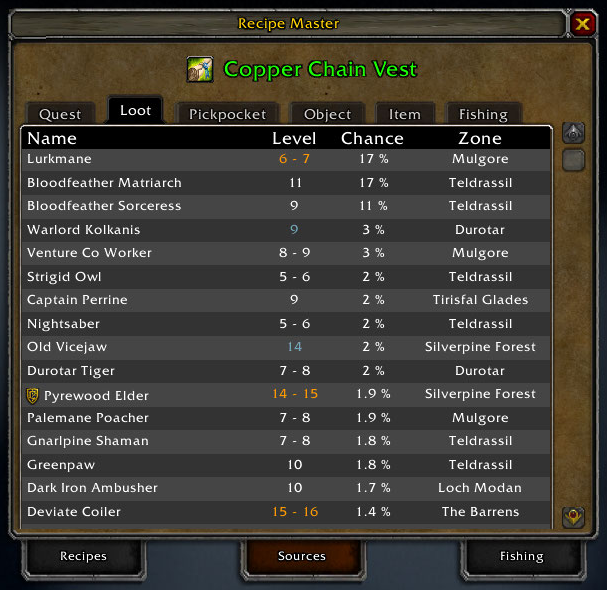 Recipe Master
Copper Chain Vest
Quest Loot Pickpocket Object Item Fishing
Name Level Chance Zone
Lurkmane 6 - 7 17 % Mulgore
Bloodfeather Matriarch 11 17 % Teldrassil
Bloodfeather Sorceress 9 11 % Teldrassil
Warlord Kolkanis 9 3 % Durotar
Venture Co Worker 8 - 9 3 % Mulgore
Strigid Owl 5 - 6 2 % Teldrassil
Captain Perrine 9 2 % Tirisfal Glades
Nightsaber 5 - 6 2 % Teldrassil
Old Vicejaw 14 2 % Silverpine Forest
Durotar Tiger 7 - 8 2 % Durotar
Pyrewood Elder 14 - 15 1.9 % Silverpine Forest
Palemane Poacher 7 - 8 1.9 % Mulgore
Gnarlpine Shaman 7 - 8 1.8 % Teldrassil
Greenpaw 10 1.8 % Teldrassil
Dark Iron Ambusher 10 1.7 % Loch Modan
Deviate Coiler 15 - 16 1.4 % The Barrens
Recipes Sources Fishing